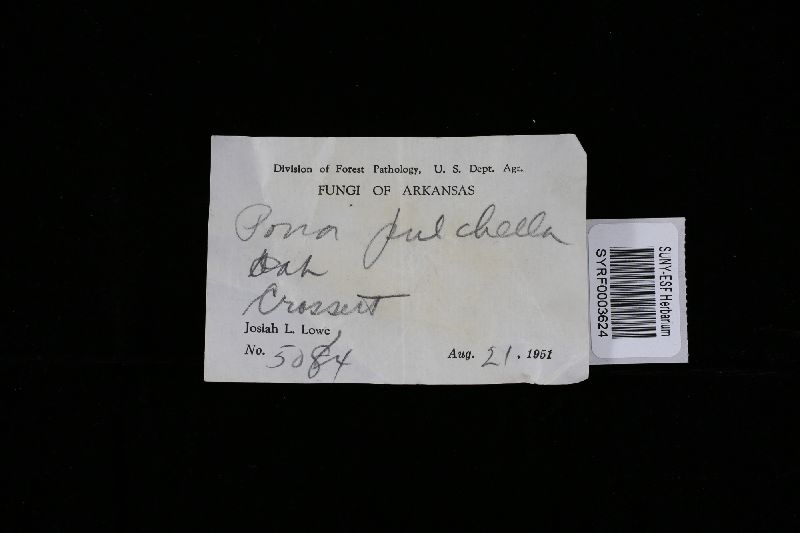 Division of Forest Pathology, U. S. Dept. Agr.
FUNGI OF ARKANSAS
Poria pulchella
Oak
Crossett
Josiah L. Lowe
No. 5084
Aug. 21, 1951
SUNY-ESF Herbarium
SYRF0003624